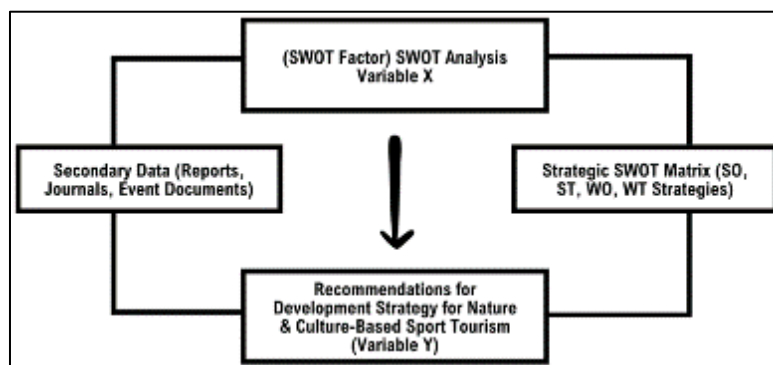 (SWOT Factor) SWOT Analysis
Variable X
Secondary Data (Reports,
Journals, Event Documents)
Strategic SWOT Matrix (SO,
ST, WO, WT Strategies)
Recommendations for
Development Strategy for Nature
& Culture-Based Sport Tourism
(Variable Y)